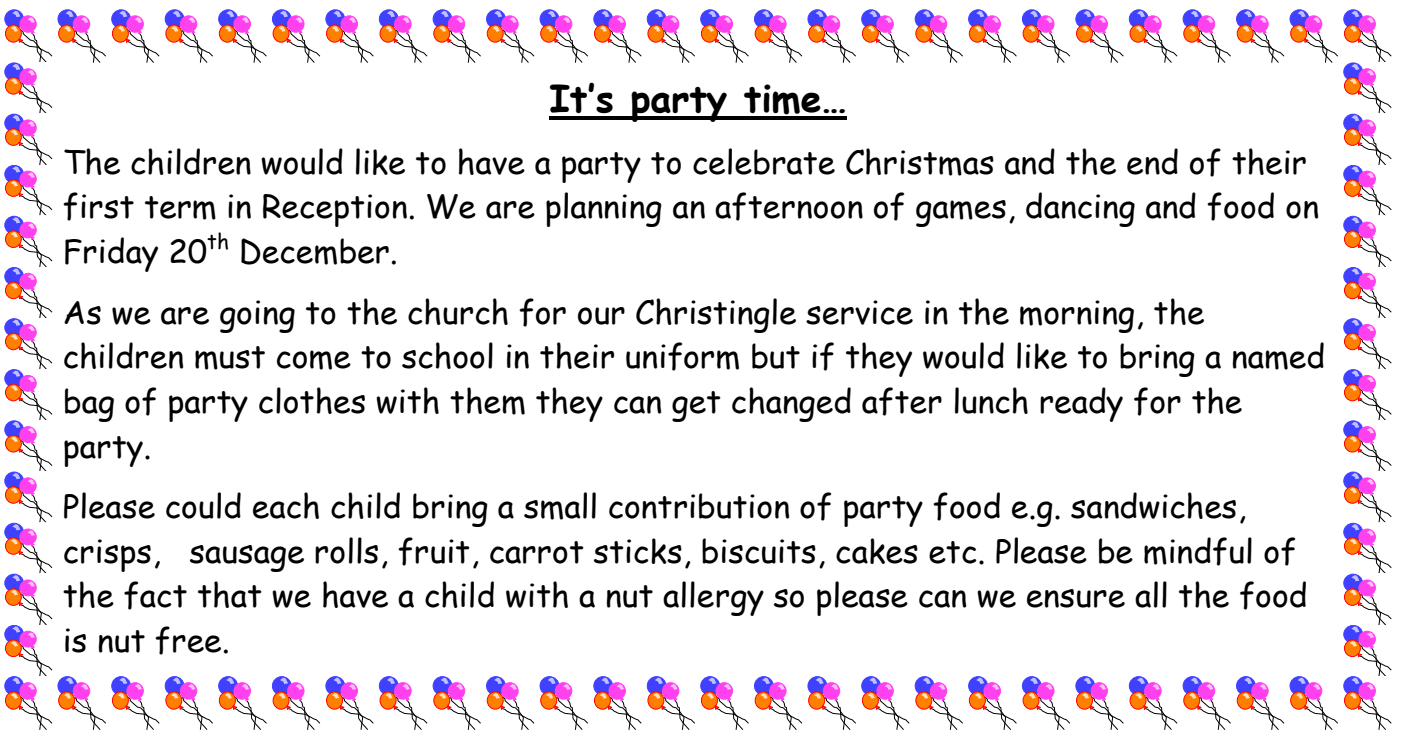 It's party time…
The children would like to have a party to celebrate Christmas and the end of their
first term in Reception. We are planning an afternoon of games, dancing and food on
Friday 20th December.
As we are going to the church for our Christingle service in the morning, the
children must come to school in their uniform but if they would like to bring a named
bag of party clothes with them they can get changed after lunch ready for the
party.
Please could each child bring a small contribution of party food e.g. sandwiches,
crisps,   sausage rolls, fruit, carrot sticks, biscuits, cakes etc. Please be mindful of
the fact that we have a child with a nut allergy so please can we ensure all the food
is nut free.